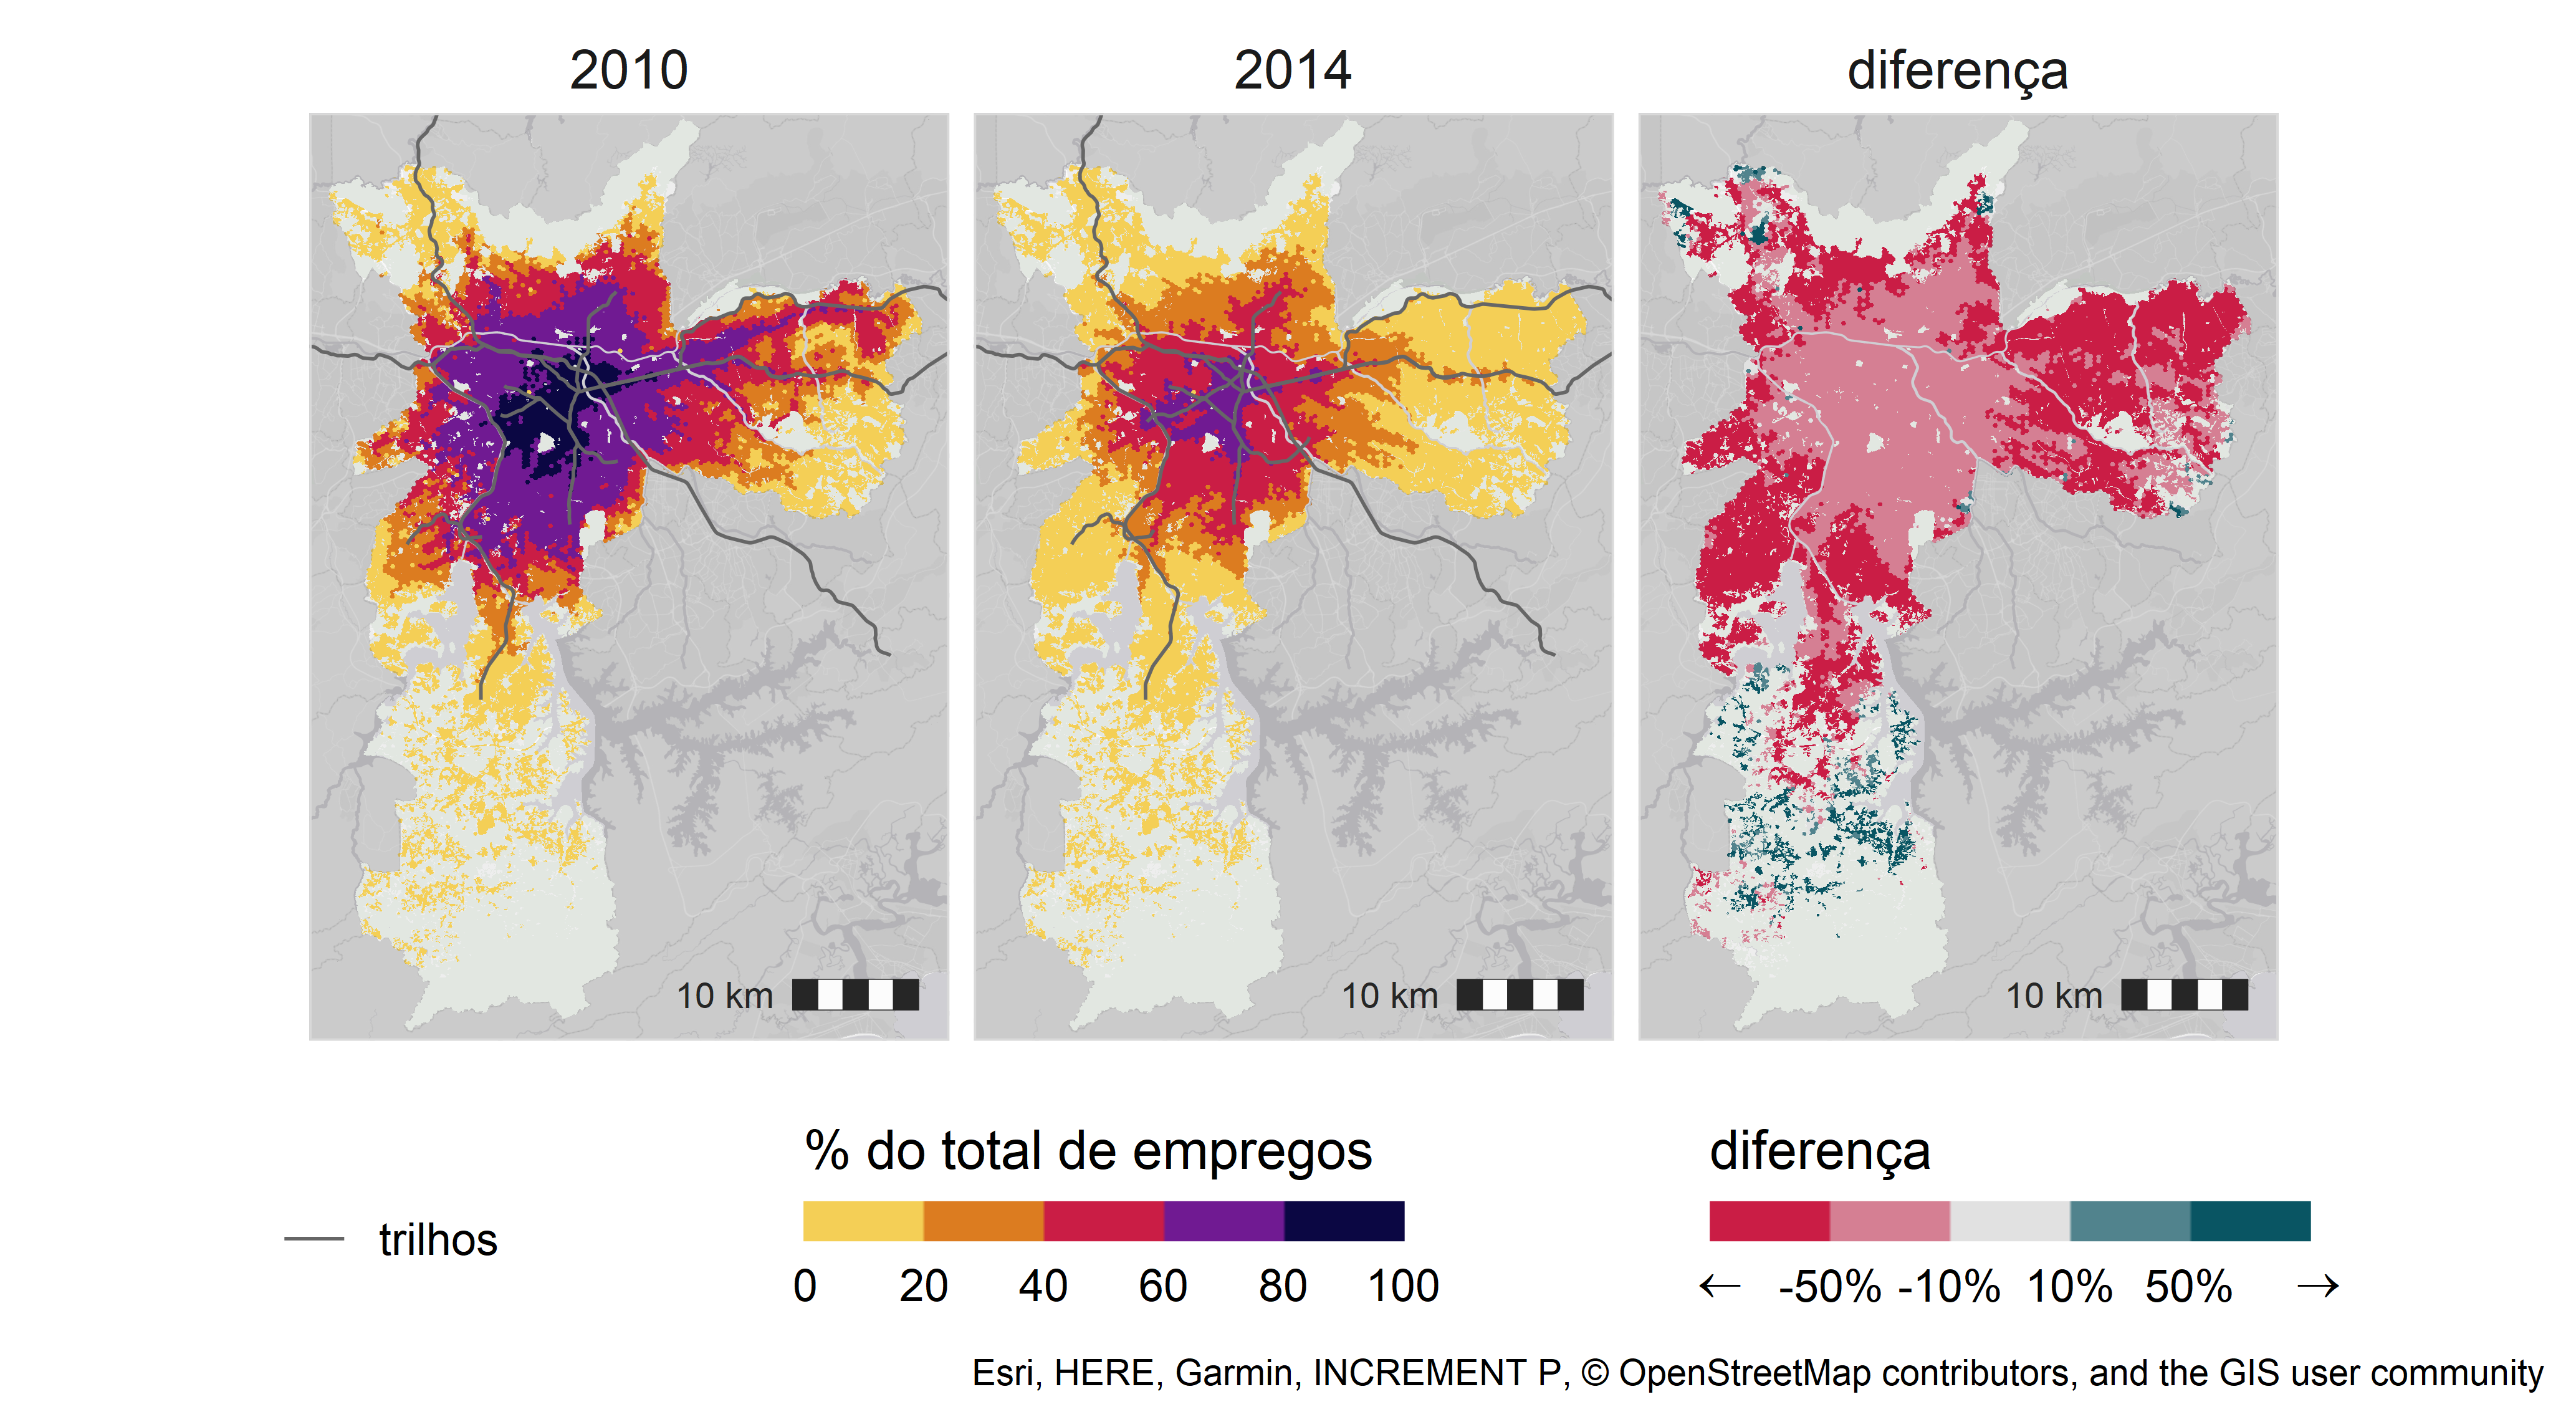 2010 2014 diferença
10 km 10 km 10 km
% do total de empregos diferença
trilhos
0 20 40 60 80 100 ← -50% -10% 10% 50% →
Esri, HERE, Garmin, INCREMENT P, © OpenStreetMap contributors, and the GIS user community